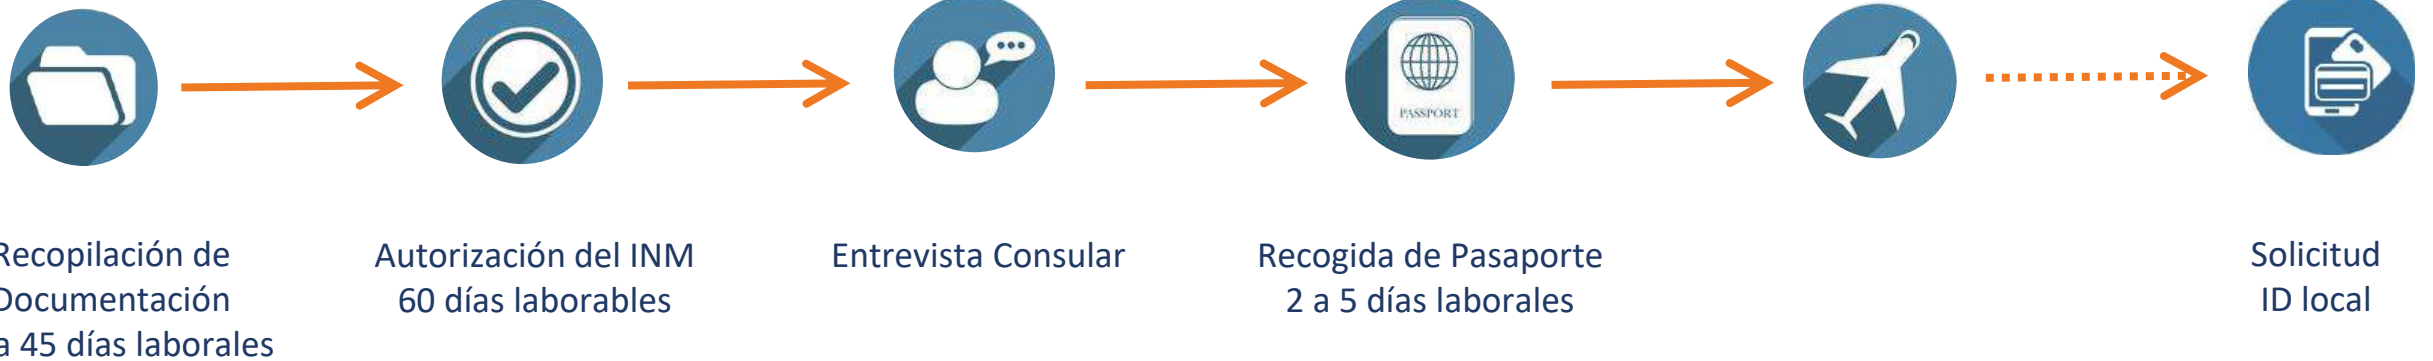 PASSPORT
Recopilación de
Documentación
a 45 días laborales
Autorización del INM
60 días laborables
Entrevista Consular
Recogida de Pasaporte
2 a 5 días laborales
Solicitud
ID local